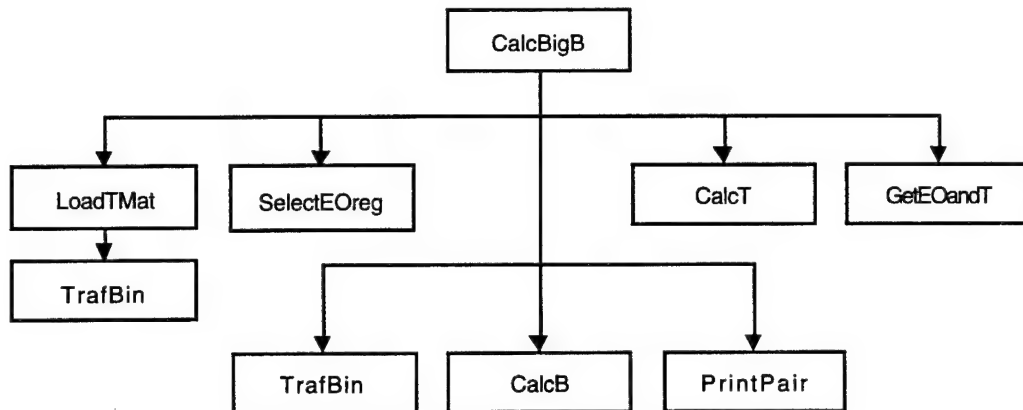 CalcBigB
LoadTMat
SelectEOreg
CalcT
GetEOandT
TrafBin
TrafBin
CalcB
PrintPair